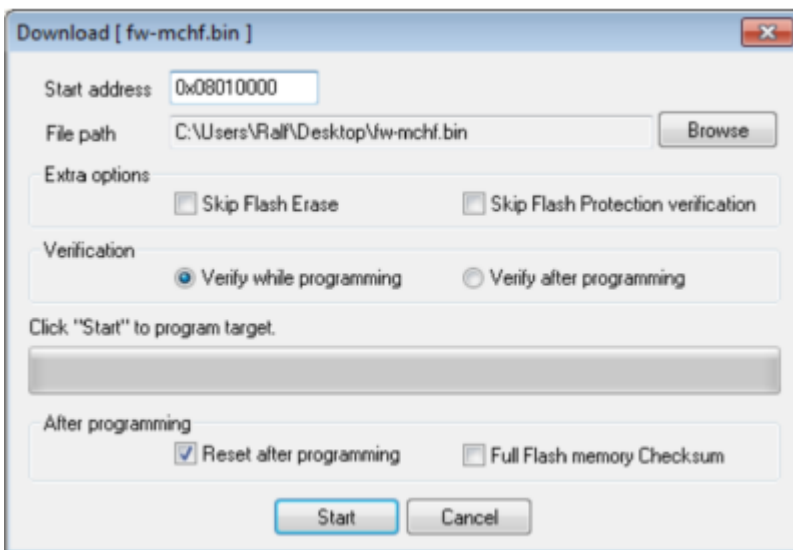 Download [ fw-mchf.bin ]
Start address 0x08010000
File path C:\Users\Ralf\Desktop\fw-mchf.bin Browse
Extra options
Skip Flash Erase Skip Flash Protection verification
Verification
Verify while programming Verify after programming
Click "Start" to program target.
After programming
Reset after programming Full Flash memory Checksum
Start Cancel